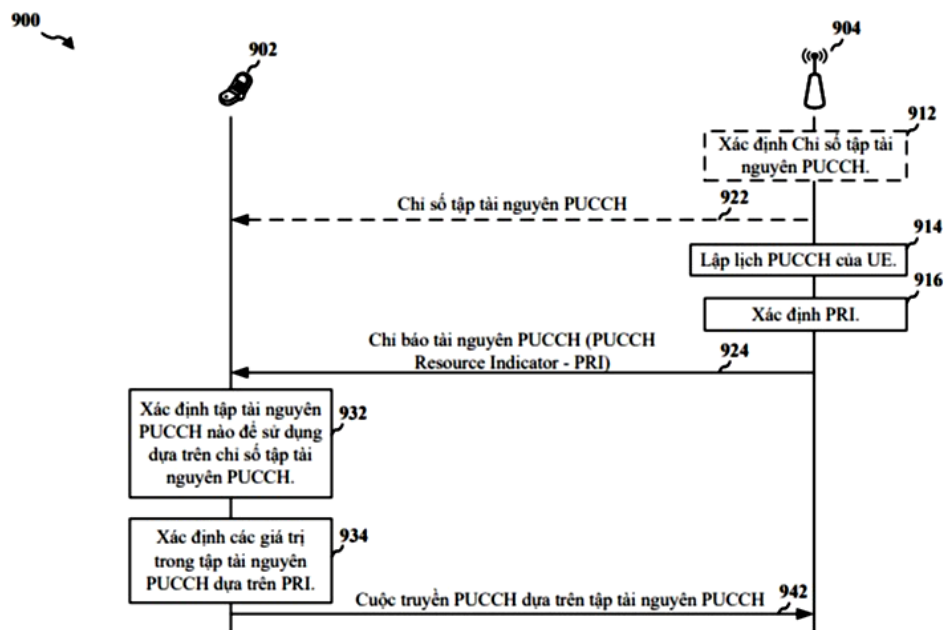 900
902
904
912
Xác định Chỉ số tập tài
nguyên PUCCH.
Chỉ số tập tài nguyên PUCCH
922
914
Lập lịch PUCCH của UE.
916
Xác định PRI.
Chỉ báo tài nguyên PUCCH (PUCCH
Resource Indicator - PRI)
924
Xác định tập tài nguyên
PUCCH nào để sử dụng
dựa trên chỉ số tập tài
nguyên PUCCH.
932
Xác định các giá trị
trong tập tài nguyên
PUCCH dựa trên PRI.
934
Cuộc truyền PUCCH dựa trên tập tài nguyên PUCCH
942